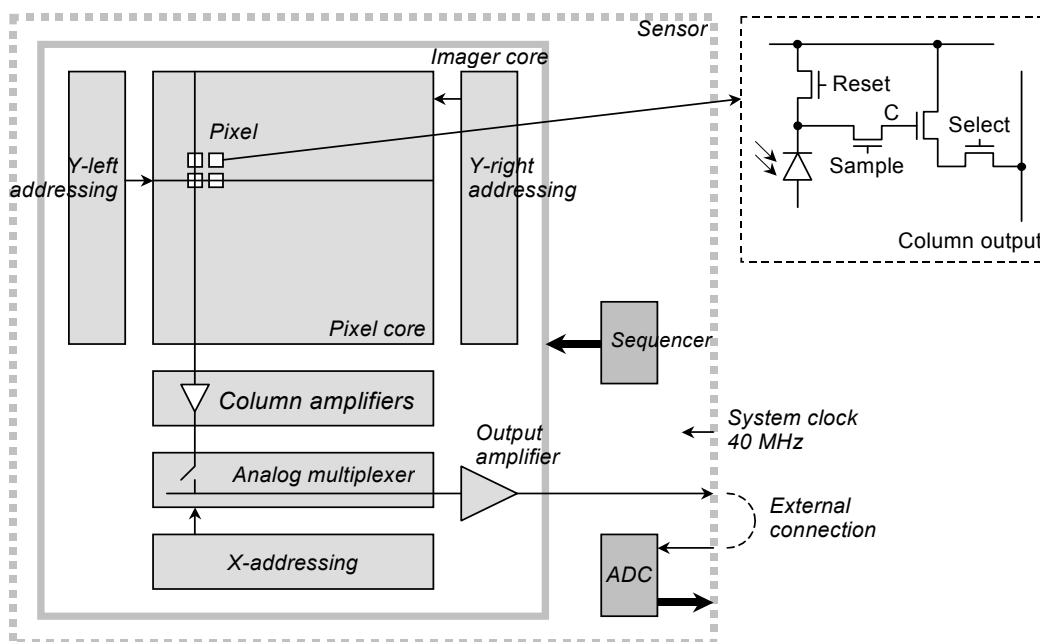 Sensor
Imager core
Reset
C
Select
Pixel
Sample
Y-left
addressing
Y-right
addressing
Column output
Pixel core
Sequencer
Column amplifiers
System clock
40 MHz
Output
amplifier
Analog multiplexer
External
connection
X-addressing
ADC